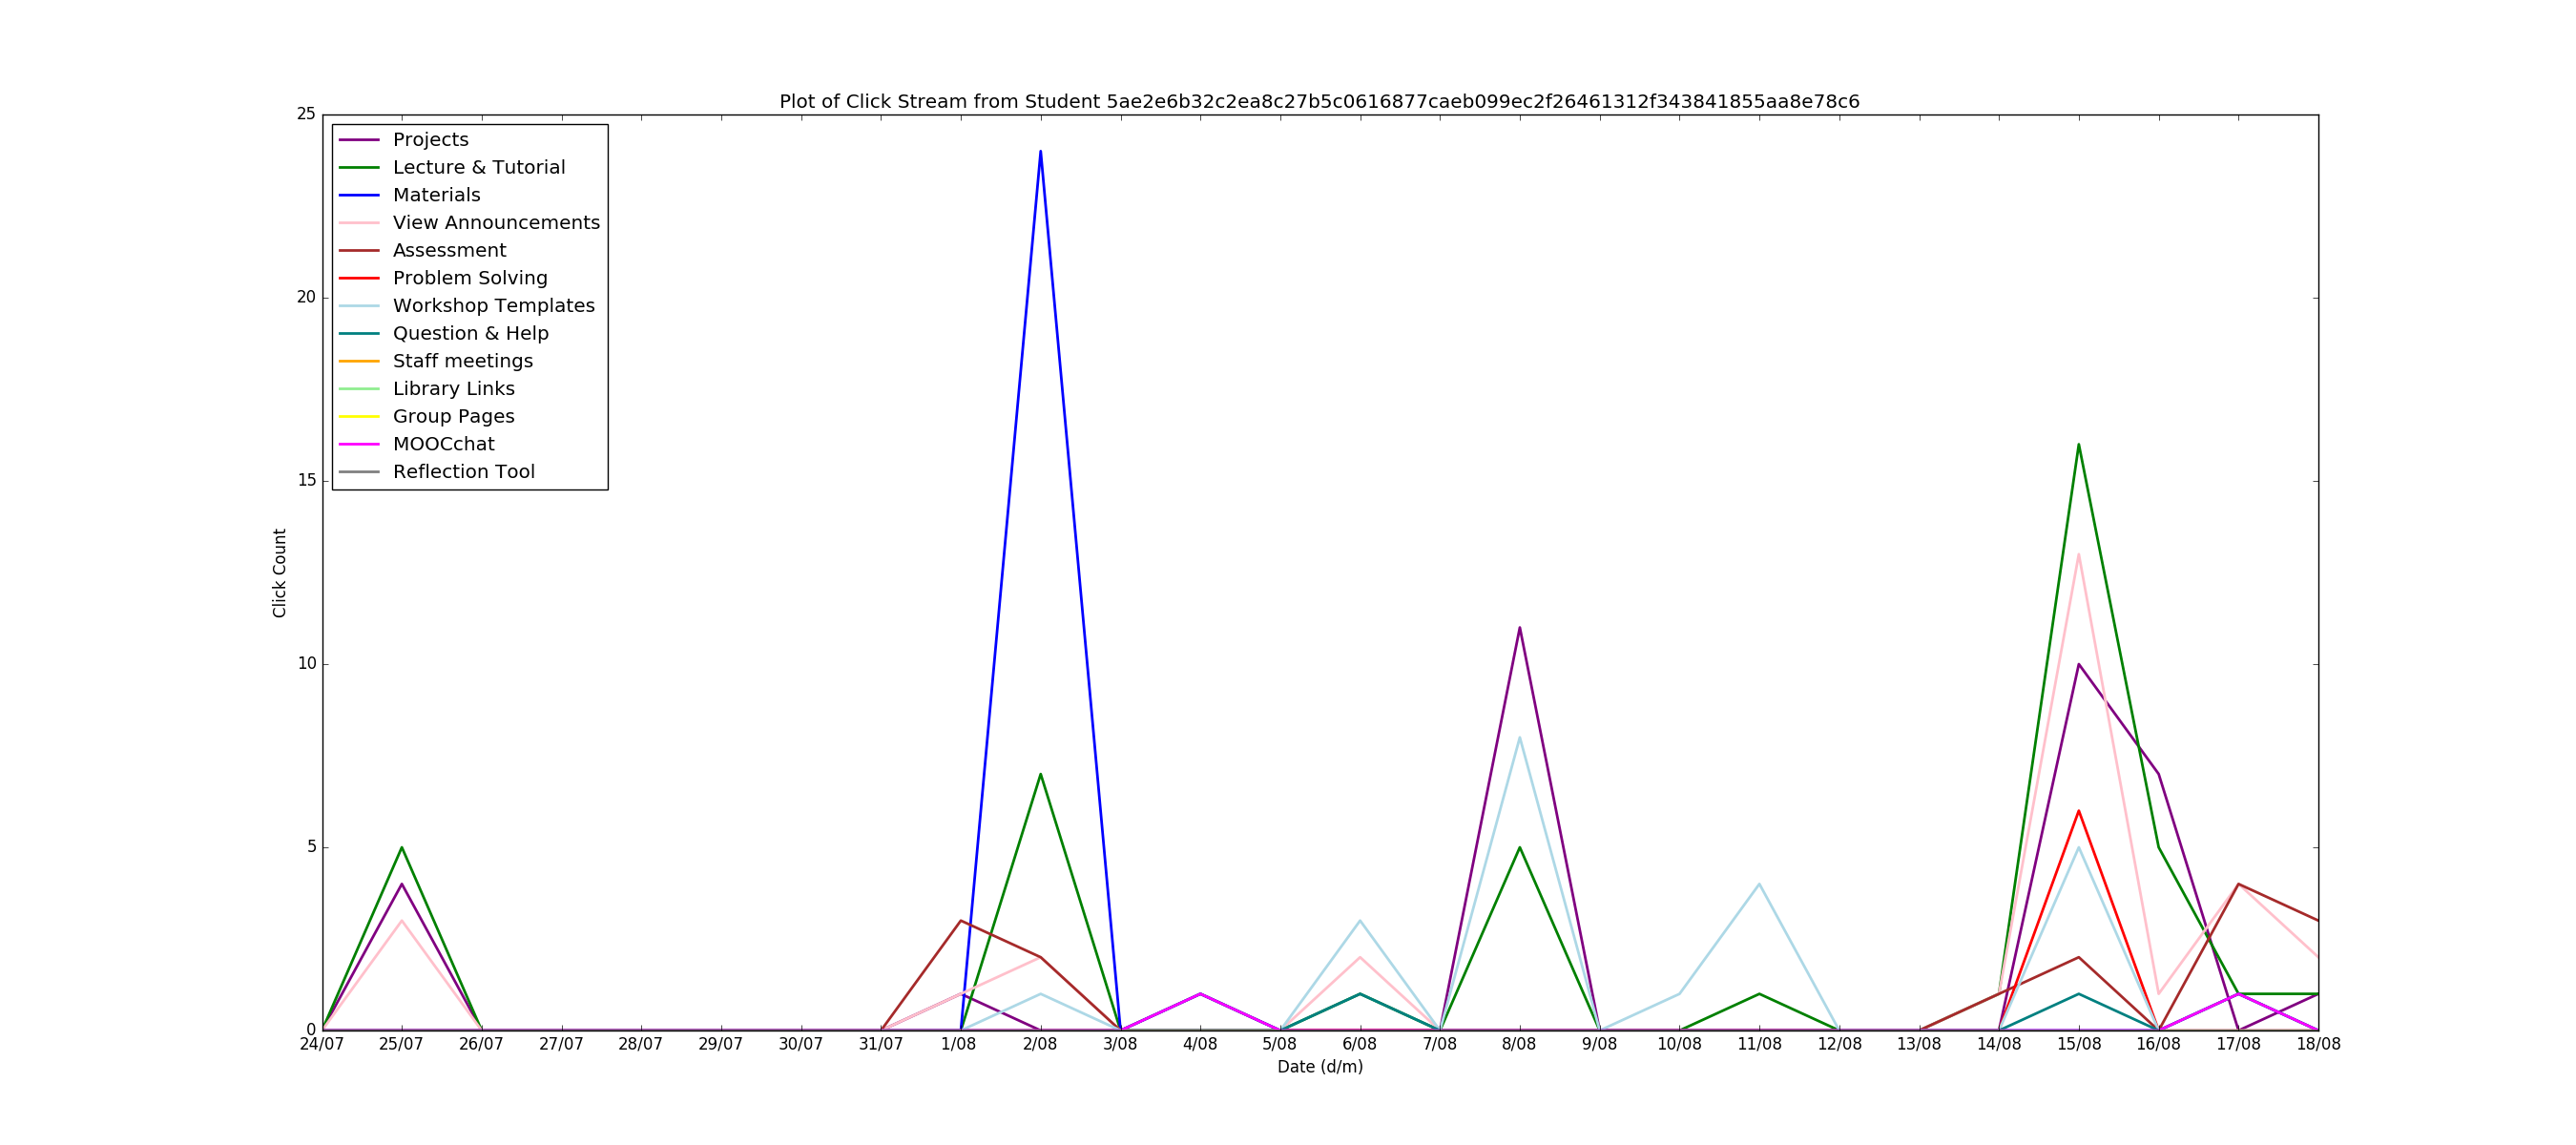 Plot of Click Stream from Student 5ae2e6b32c2ea8c27b5c0616877caeb099ec2f26461312f343841855aa8e78c6
25
20
15
10
5
0
Click Count
Projects
Lecture & Tutorial
Materials
View Announcements
Assessment
Problem Solving
Workshop Templates
Question & Help
Staff meetings
Library Links
Group Pages
MOOCchat
Reflection Tool
24/07 25/07 26/07 27/07 28/07 29/07 30/07 31/07 1/08 2/08 3/08 4/08 5/08 6/08 7/08 8/08 9/08 10/08 11/08 12/08 13/08 14/08 15/08 16/08 17/08 18/08
Date (d/m)